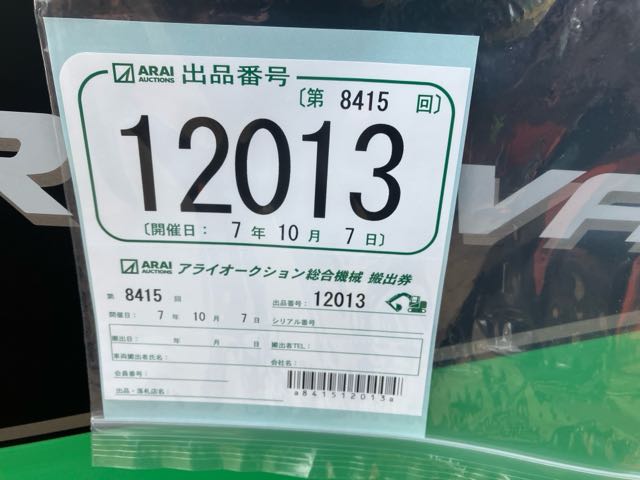 ARAI AUCTIONS 出品番号
〔第 8415 回〕
12013
〔開催日： 7 年 10 月 7 日〕
ARAI AUCTIONS アライオークション総合機械 搬出券
第 8415 回 出品番号： 12013
開催日： 7 年 10 月 7 日 シリアル番号
搬出日： 年 月 日 搬出者TEL：
車両搬出者氏名： 会社名：
会員番号：
出品・落札店名：
a841512013a
R
VA